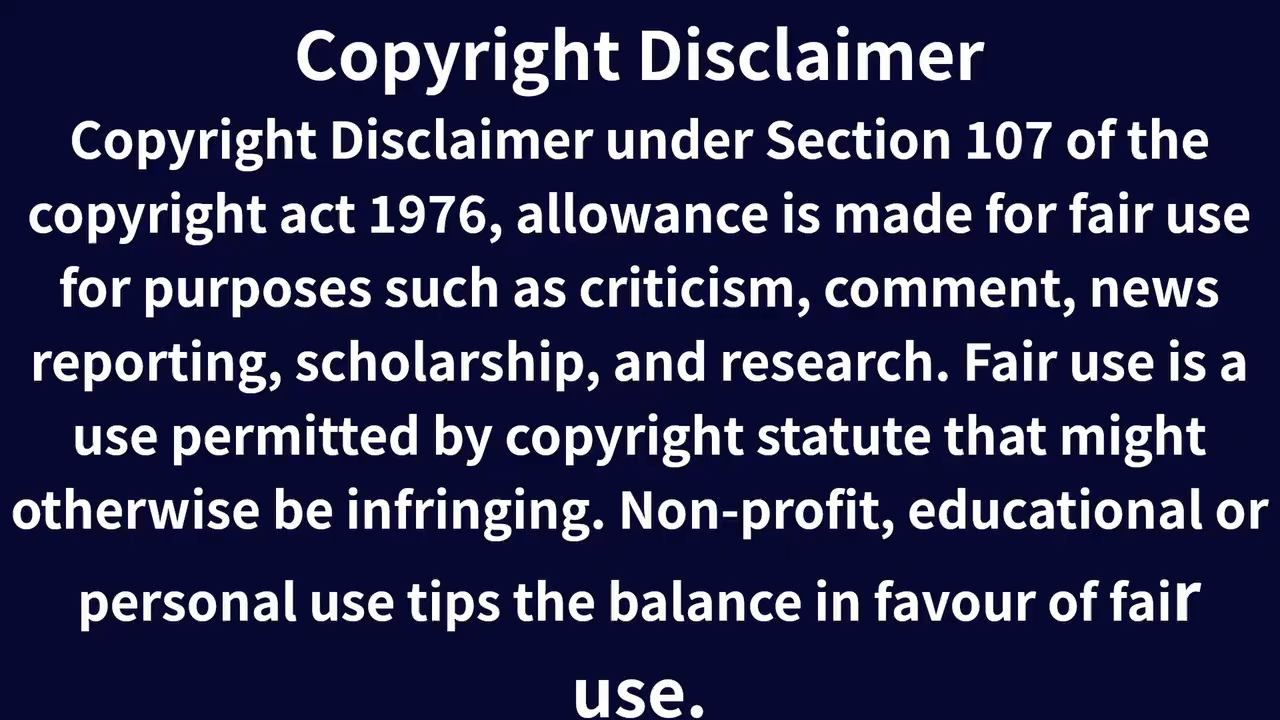 Copyright Disclaimer
Copyright Disclaimer under Section 107 of the
copyright act 1976, allowance is made for fair use
for purposes such as criticism, comment, news
reporting, scholarship, and research. Fair use is a
use permitted by copyright statute that might
otherwise be infringing. Non-profit, educational or
personal use tips the balance in favour of fair
use.